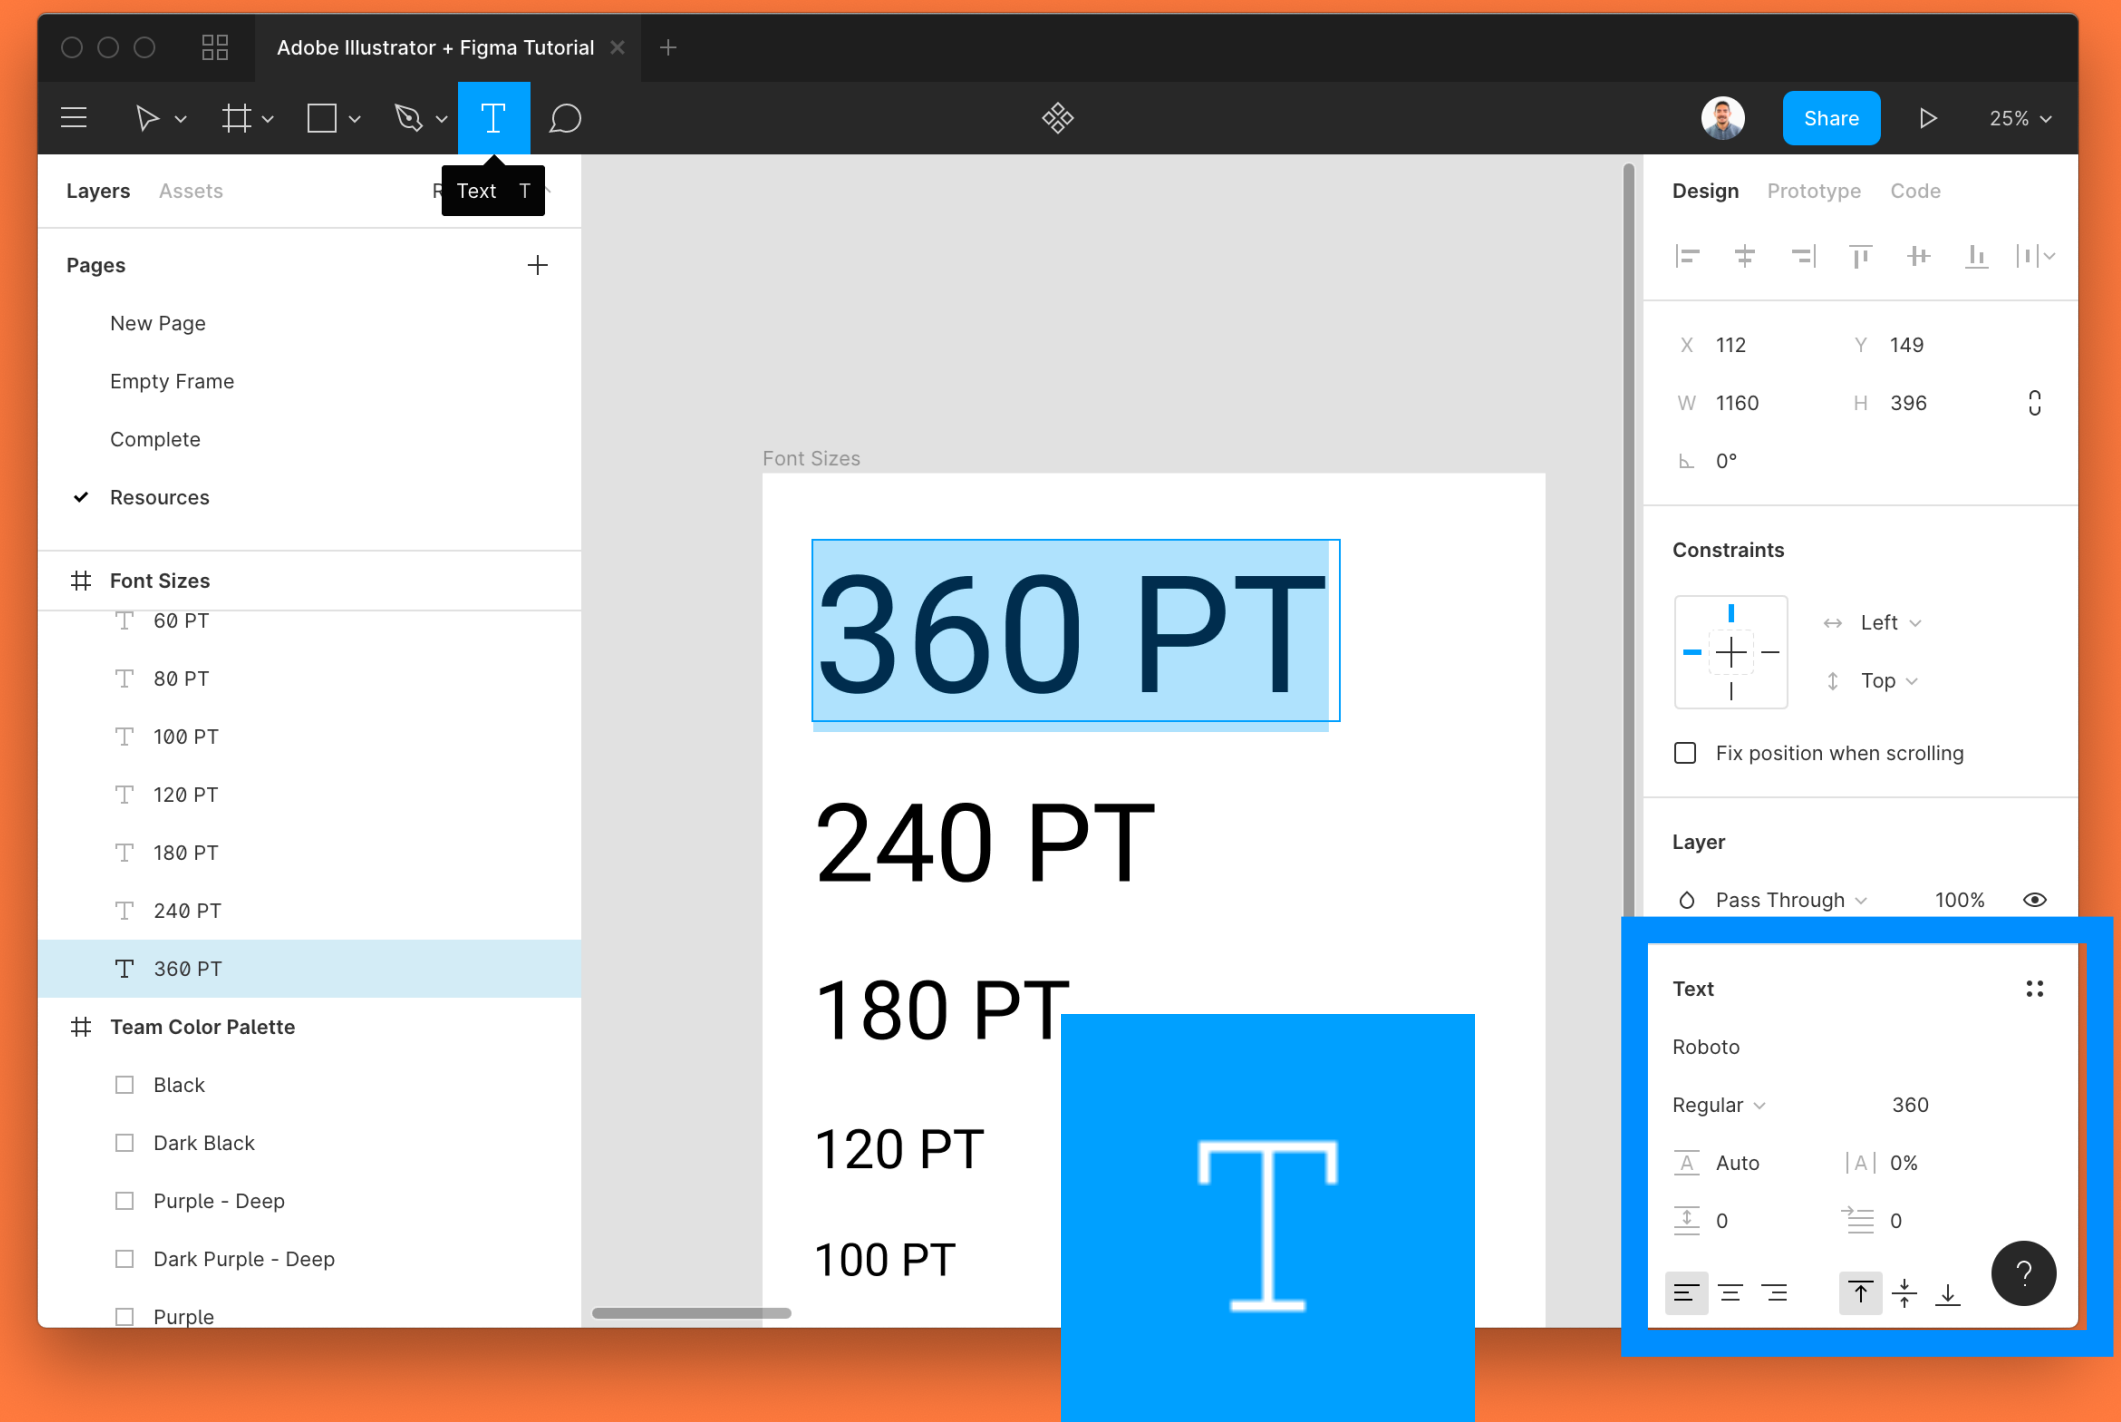 Adobe Illustrator + Figma Tutorial
Share
25%
Text T
Layers Assets R
Pages
New Page
Empty Frame
Complete
Resources
Font Sizes
60 PT
80 PT
100 PT
120 PT
180 PT
240 PT
360 PT
Team Color Palette
Black
Dark Black
Purple - Deep
Dark Purple - Deep
Purple
Font Sizes
360 PT
240 PT
180 PT
120 PT
100 PT
T
Design Prototype Code
X 112 Y 149
W 1160 H 396
0°
Constraints
Left
Top
Fix position when scrolling
Layer
Pass Through 100%
Text
Roboto
Regular 360
A Auto |A| 0%
0 0
?